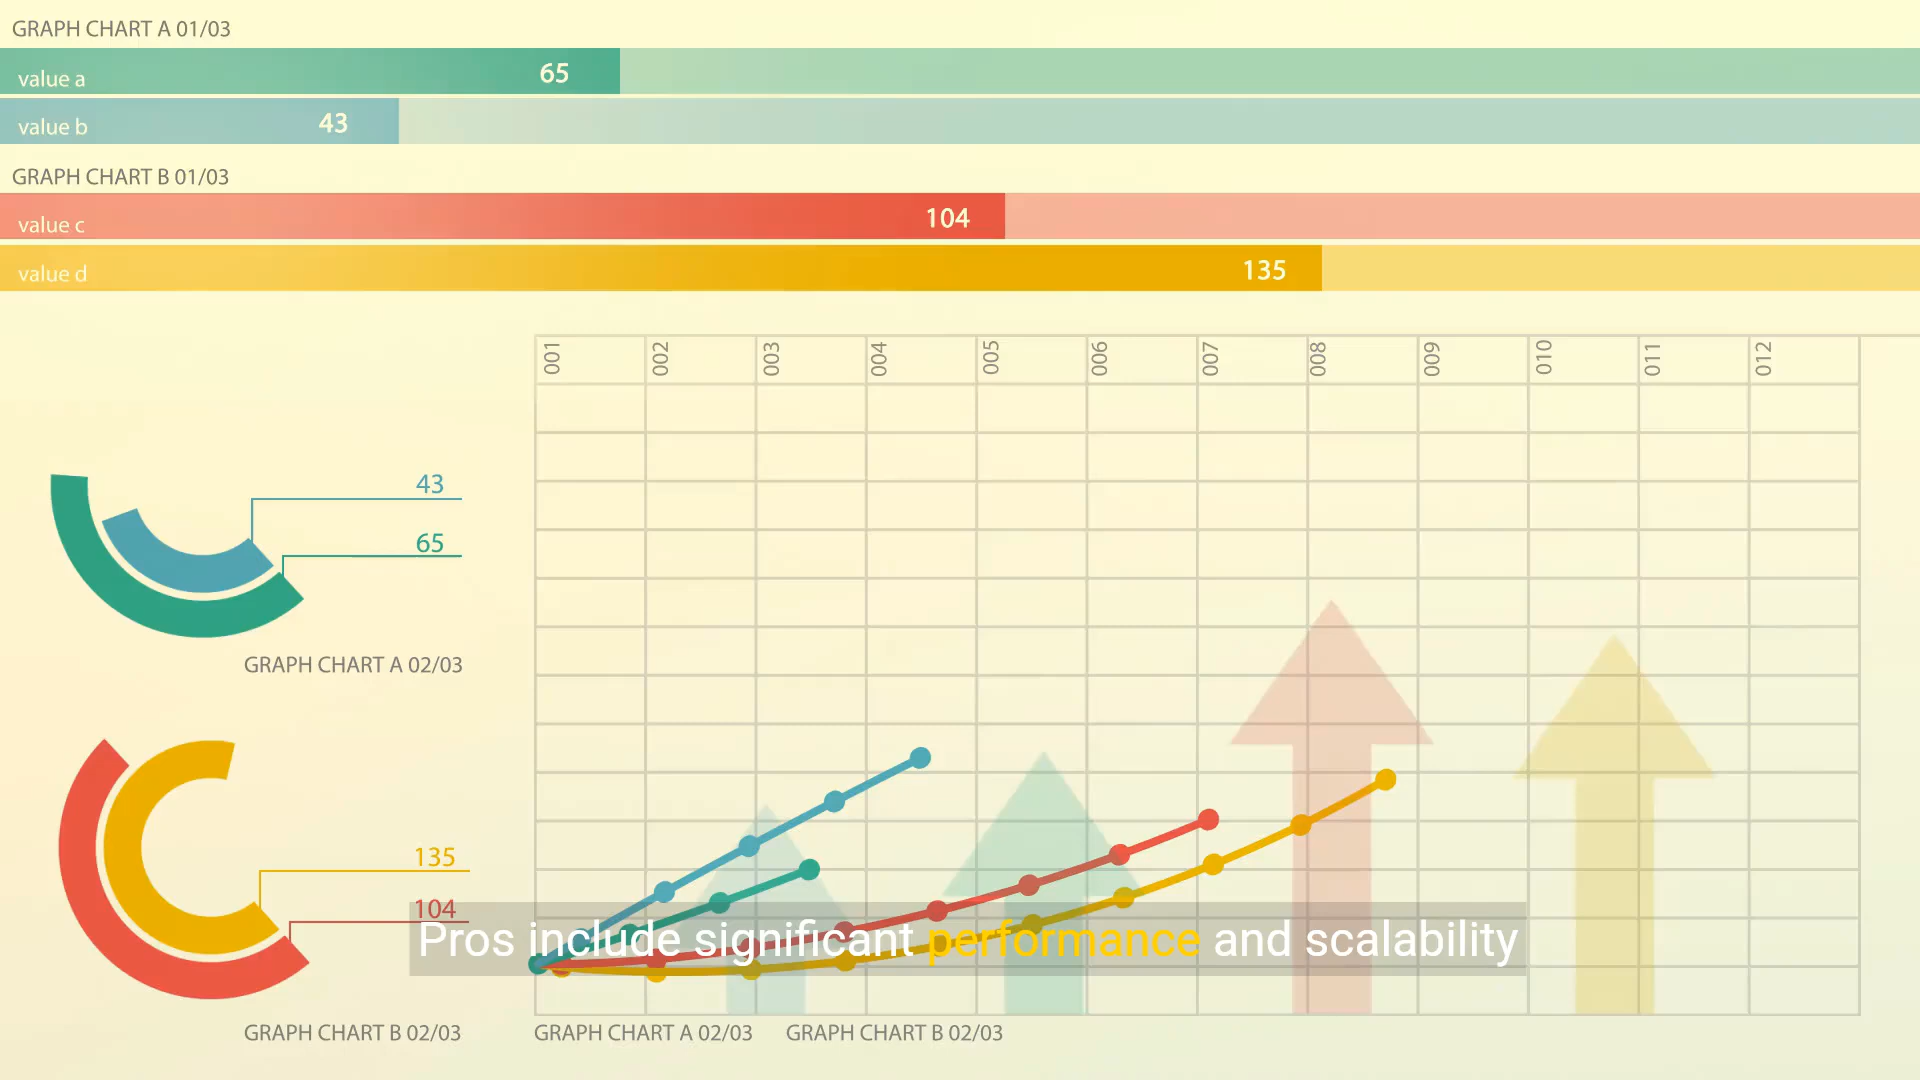 GRAPH CHART A 01/03
value a 65
value b 43
GRAPH CHART B 01/03
value c 104
value d 135
001 002 003 004 005 006 007 008 009 010 011 012
43
65
GRAPH CHART A 02/03
135
104
Pros include significant performance and scalability
GRAPH CHART B 02/03
GRAPH CHART A 02/03 GRAPH CHART B 02/03